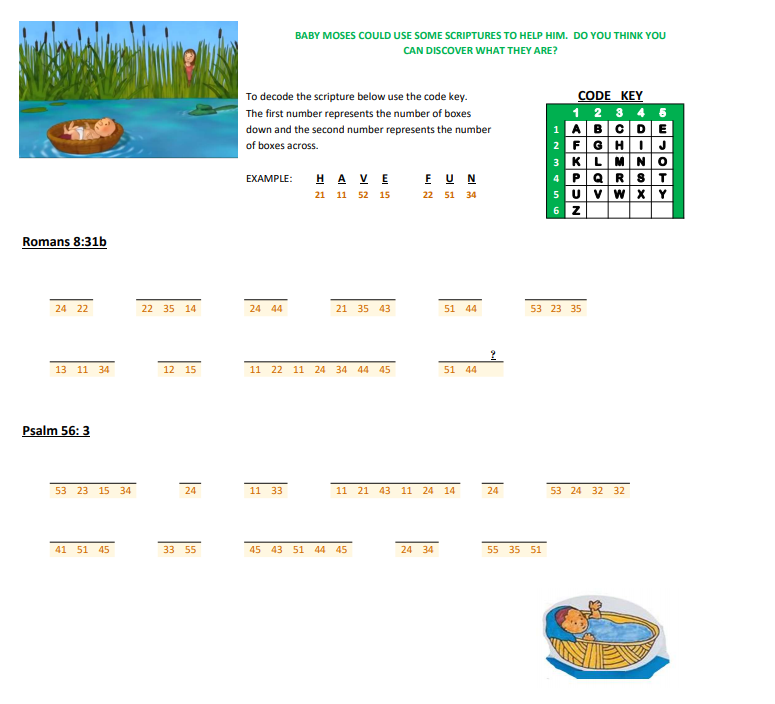 BABY MOSES COULD USE SOME SCRIPTURES TO HELP HIM. DO YOU THINK YOU
CAN DISCOVER WHAT THEY ARE?
To decode the scripture below use the code key.
The first number represents the number of boxes
down and the second number represents the number
of boxes across.
EXAMPLE: H A V E F U N
21 11 52 15 22 51 34
CODE KEY
1 2 3 4 5
1 A B C D E
2 F G H I J
3 K L M N O
4 P Q R S T
5 U V W X Y
6 Z
Romans 8:31b
24 22 22 35 14 24 44 21 35 43 51 44 53 23 35
?
13 11 34 12 15 11 22 11 24 34 44 45 51 44
Psalm 56: 3
53 23 15 34 24 11 33 11 21 43 11 24 14 24 53 24 32 32
41 51 45 33 55 45 43 51 44 45 24 34 55 35 51